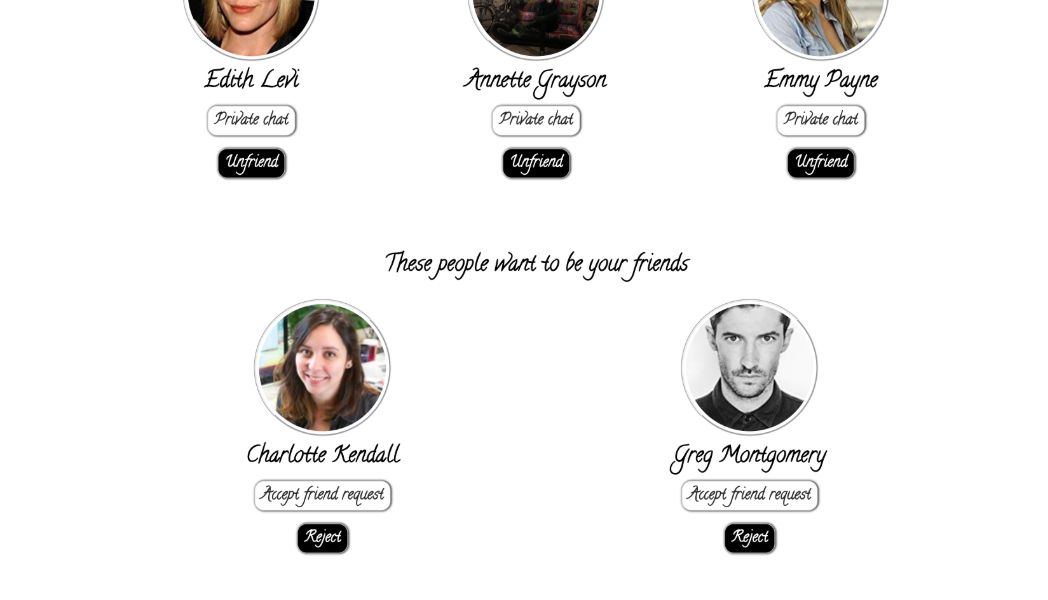 Edith Levi Annette Grayson Emmy Payne
Private chat Private chat Private chat
Unfriend Unfriend Unfriend
These people want to be your friends
Charlotte Kendall Greg Montgomery
Accept friend request Accept friend request
Reject Reject